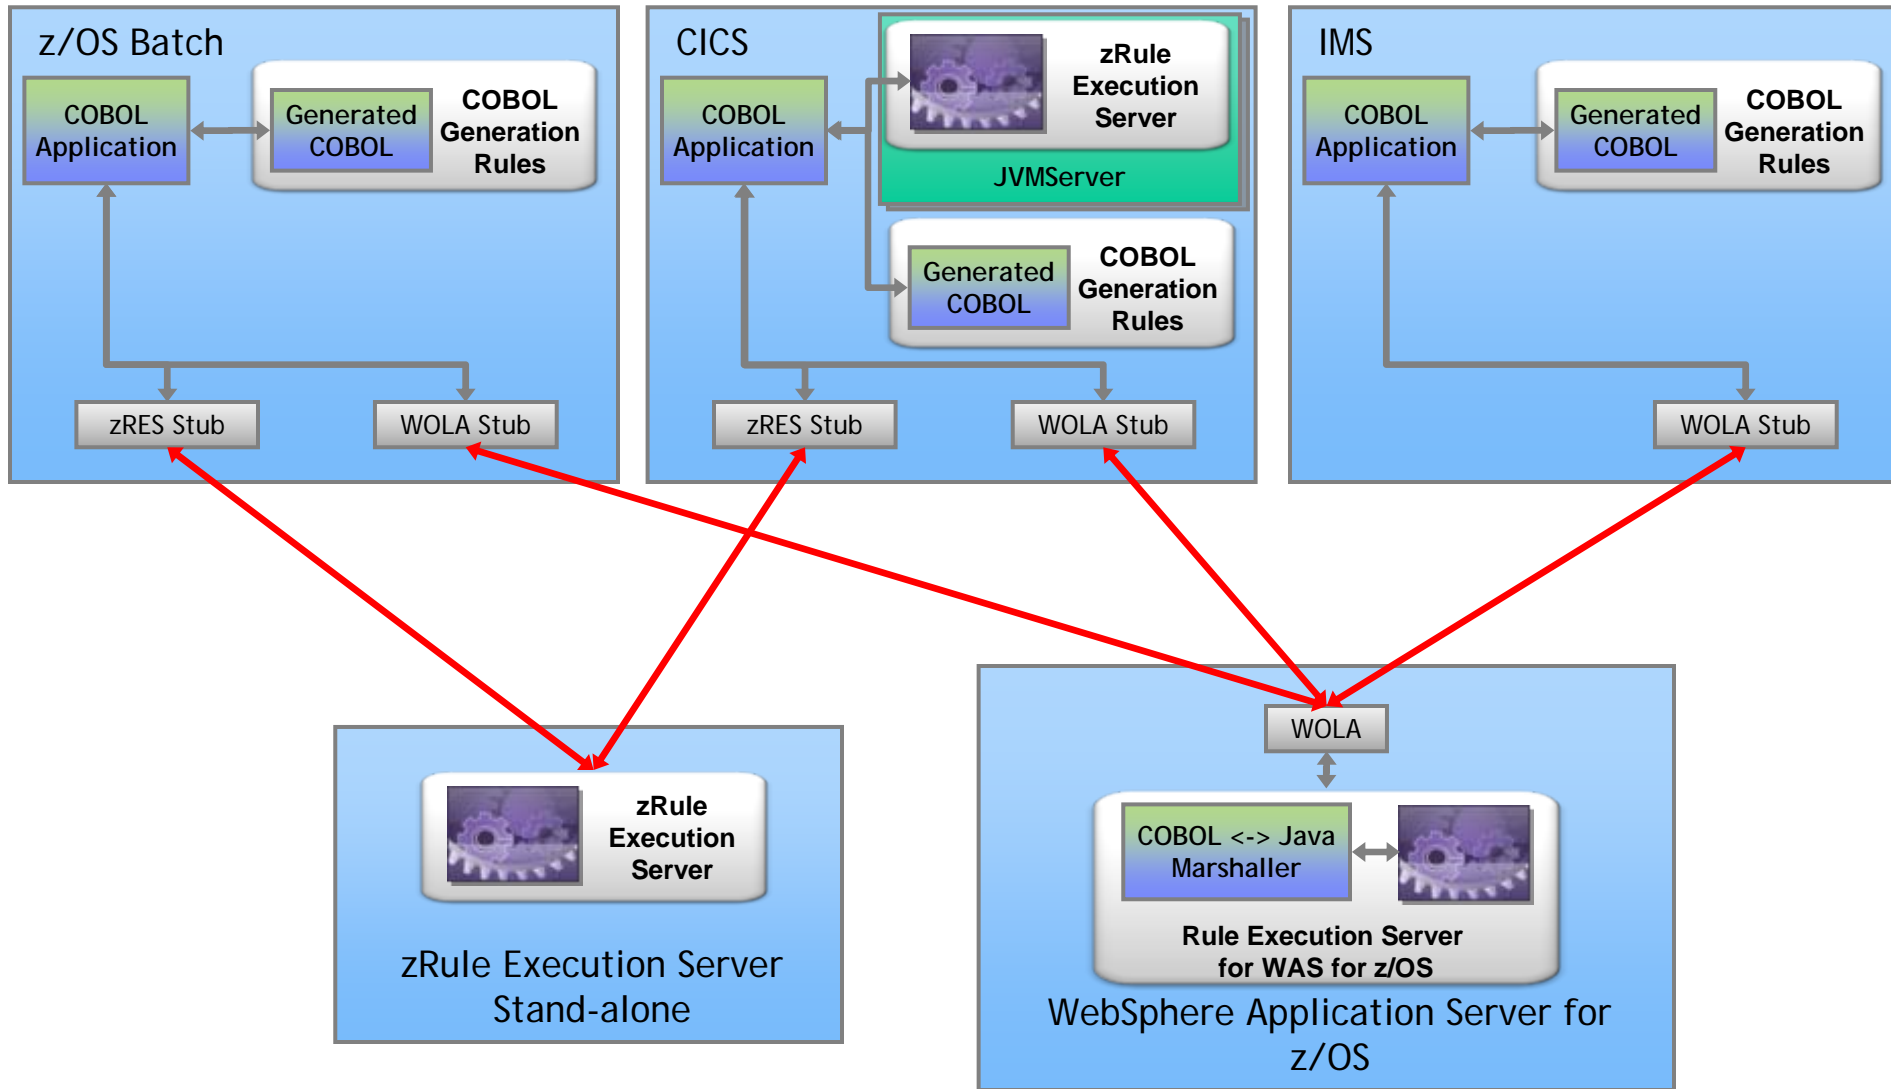 z/OS Batch
COBOL
Application
Generated
COBOL
COBOL
Generation
Rules
zRES Stub
WOLA Stub
CICS
COBOL
Application
zRule
Execution
Server
JVMServer
Generated
COBOL
COBOL
Generation
Rules
zRES Stub
WOLA Stub
IMS
COBOL
Application
Generated
COBOL
COBOL
Generation
Rules
WOLA Stub
zRule
Execution
Server
zRule Execution Server
Stand-alone
WOLA
COBOL <-> Java
Marshaller
Rule Execution Server
for WAS for z/OS
WebSphere Application Server for
z/OS